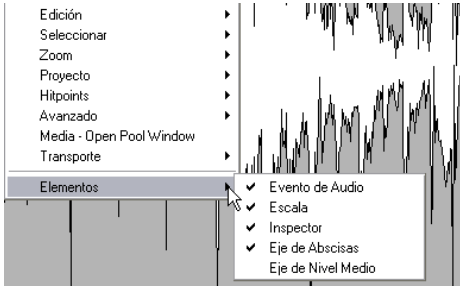 Edición
Seleccionar
Zoom
Proyecto
Hitpoints
Avanzado
Media - Open Pool Window
Transporte
Elementos
Evento de Audio
Escala
Inspector
Eje de Abscisas
Eje de Nivel Medio